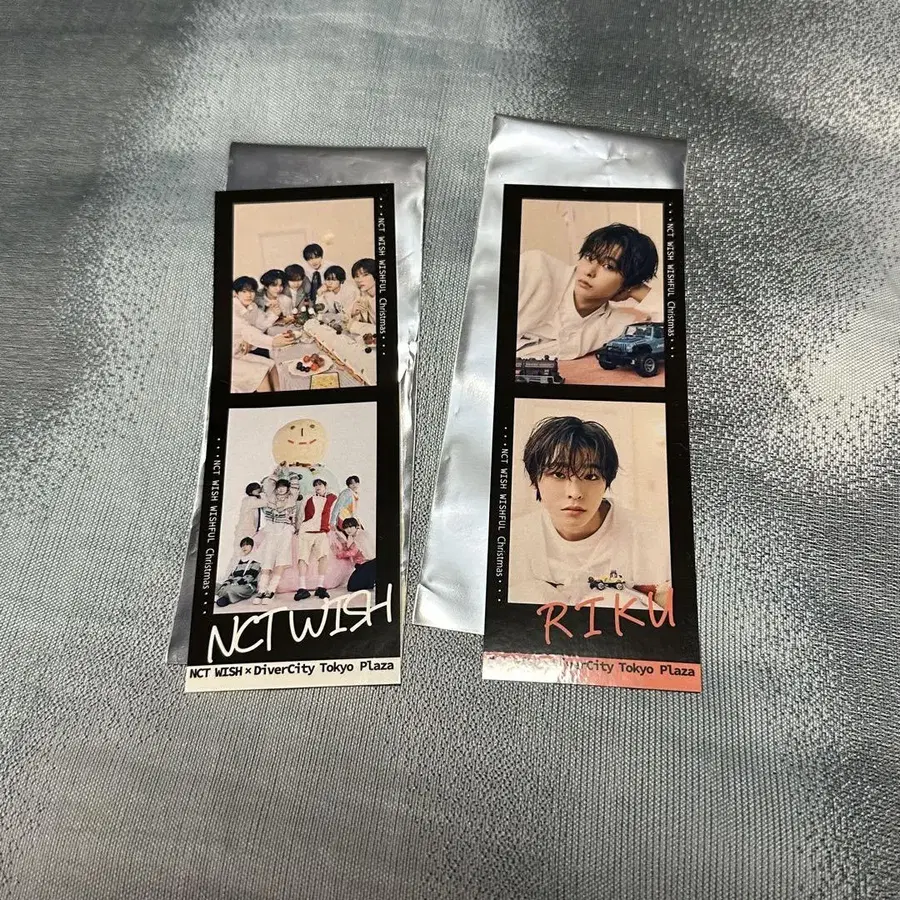 •••NCT WISH WISHFUL Christmas•••
•••NCT WISH WISHFUL Christmas•••
NCT WISH
NCT WISH × DiverCity Tokyo Plaza
•••NCT WISH WISHFUL Christmas•••
•••NCT WISH WISHFUL Christmas•••
RIKU
DiverCity Tokyo Plaza